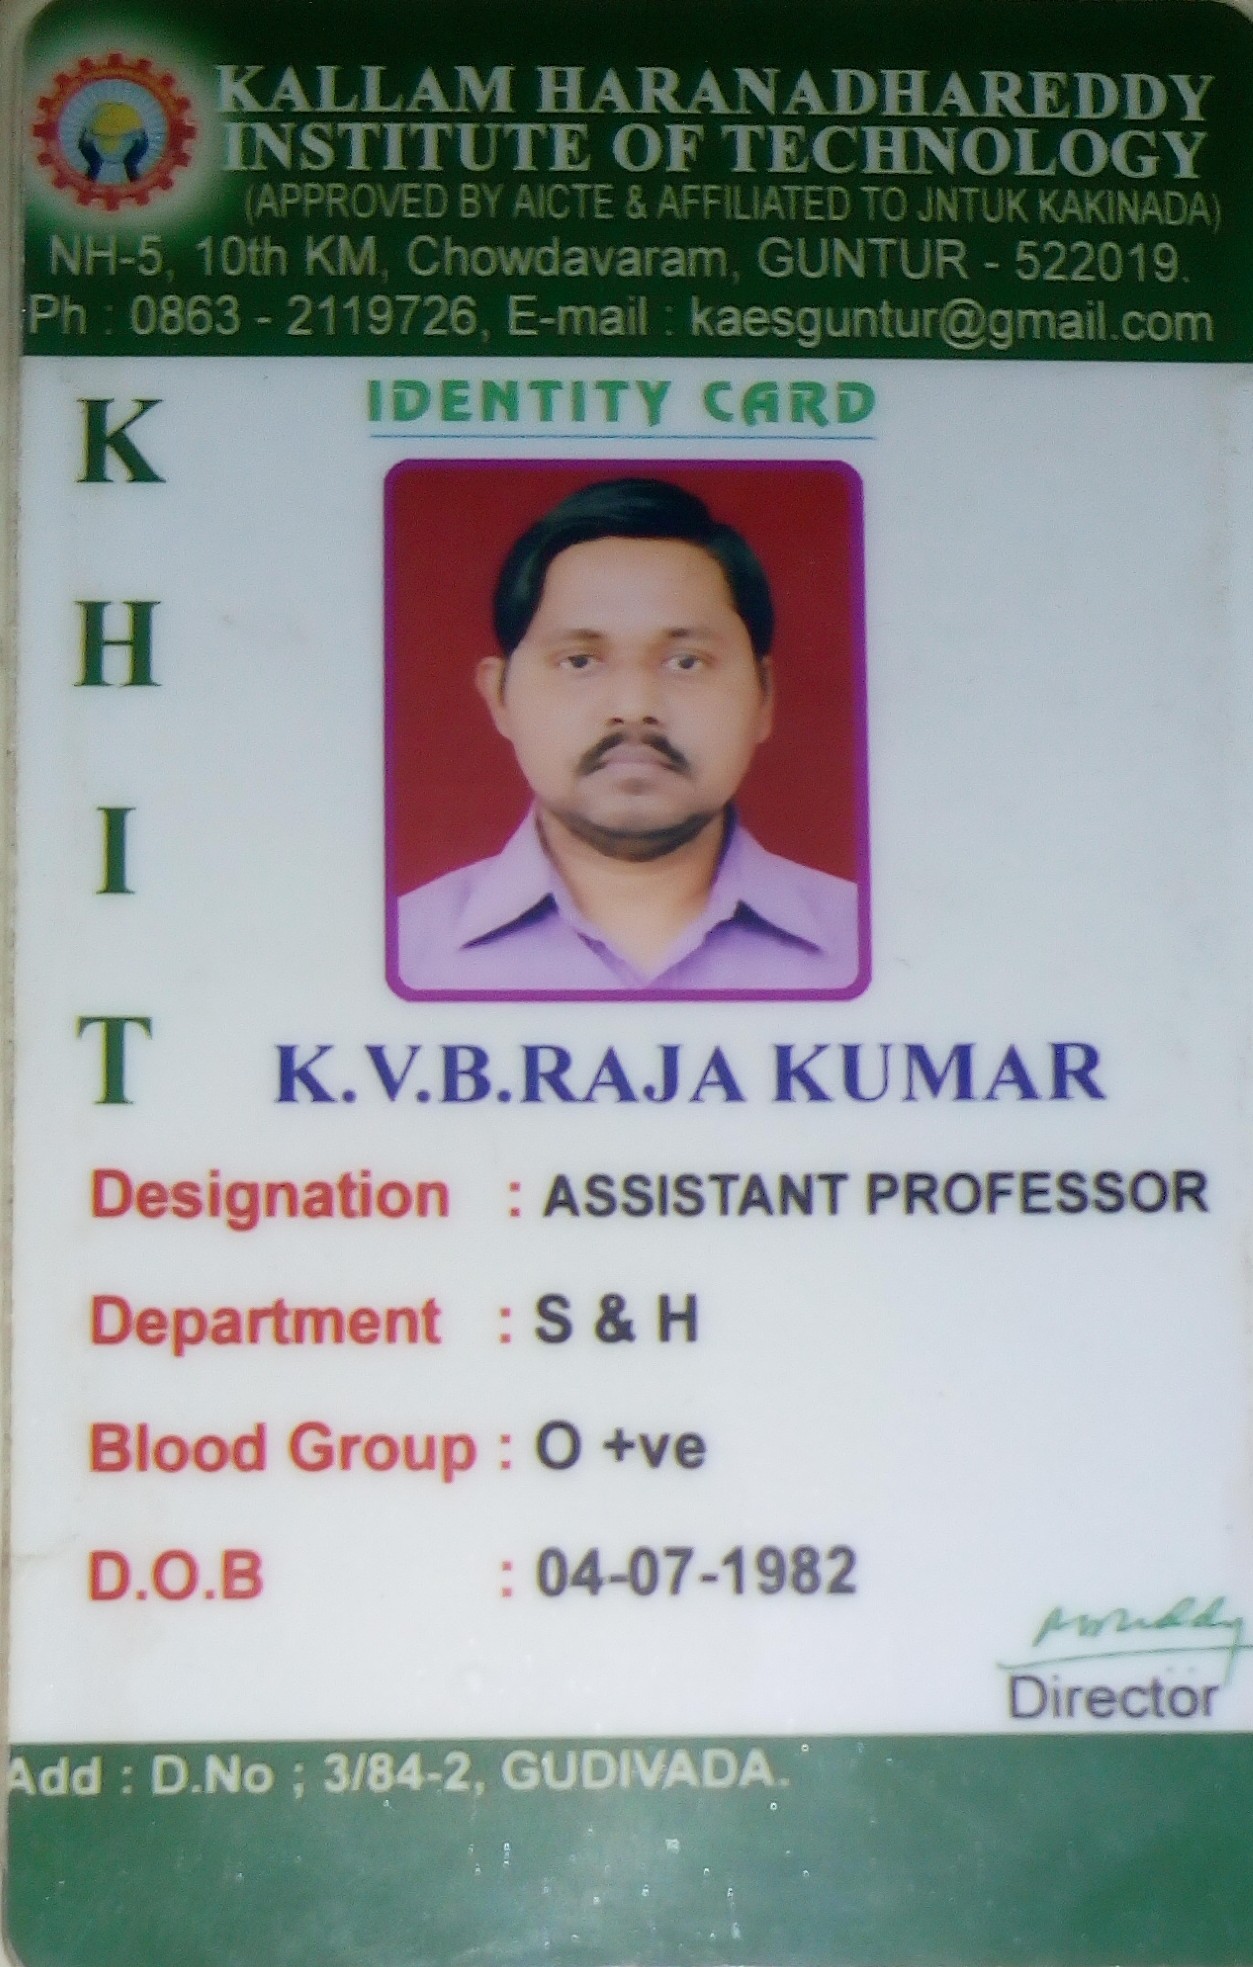 KALLAM HARANADHAREDDY
INSTITUTE OF TECHNOLOGY
(APPROVED BY AICTE & AFFILIATED TO JNTUK KAKINADA)
NH-5, 10th KM, Chowdavaram, GUNTUR - 522019.
Ph : 0863 - 2119726, E-mail : kaesguntur@gmail.com
IDENTITY CARD
K
H
I
T
K.V.B.RAJA KUMAR
Designation : ASSISTANT PROFESSOR
Department : S & H
Blood Group : O +ve
D.O.B : 04-07-1982
Director
Add : D.No ; 3/84-2, GUDIVADA.